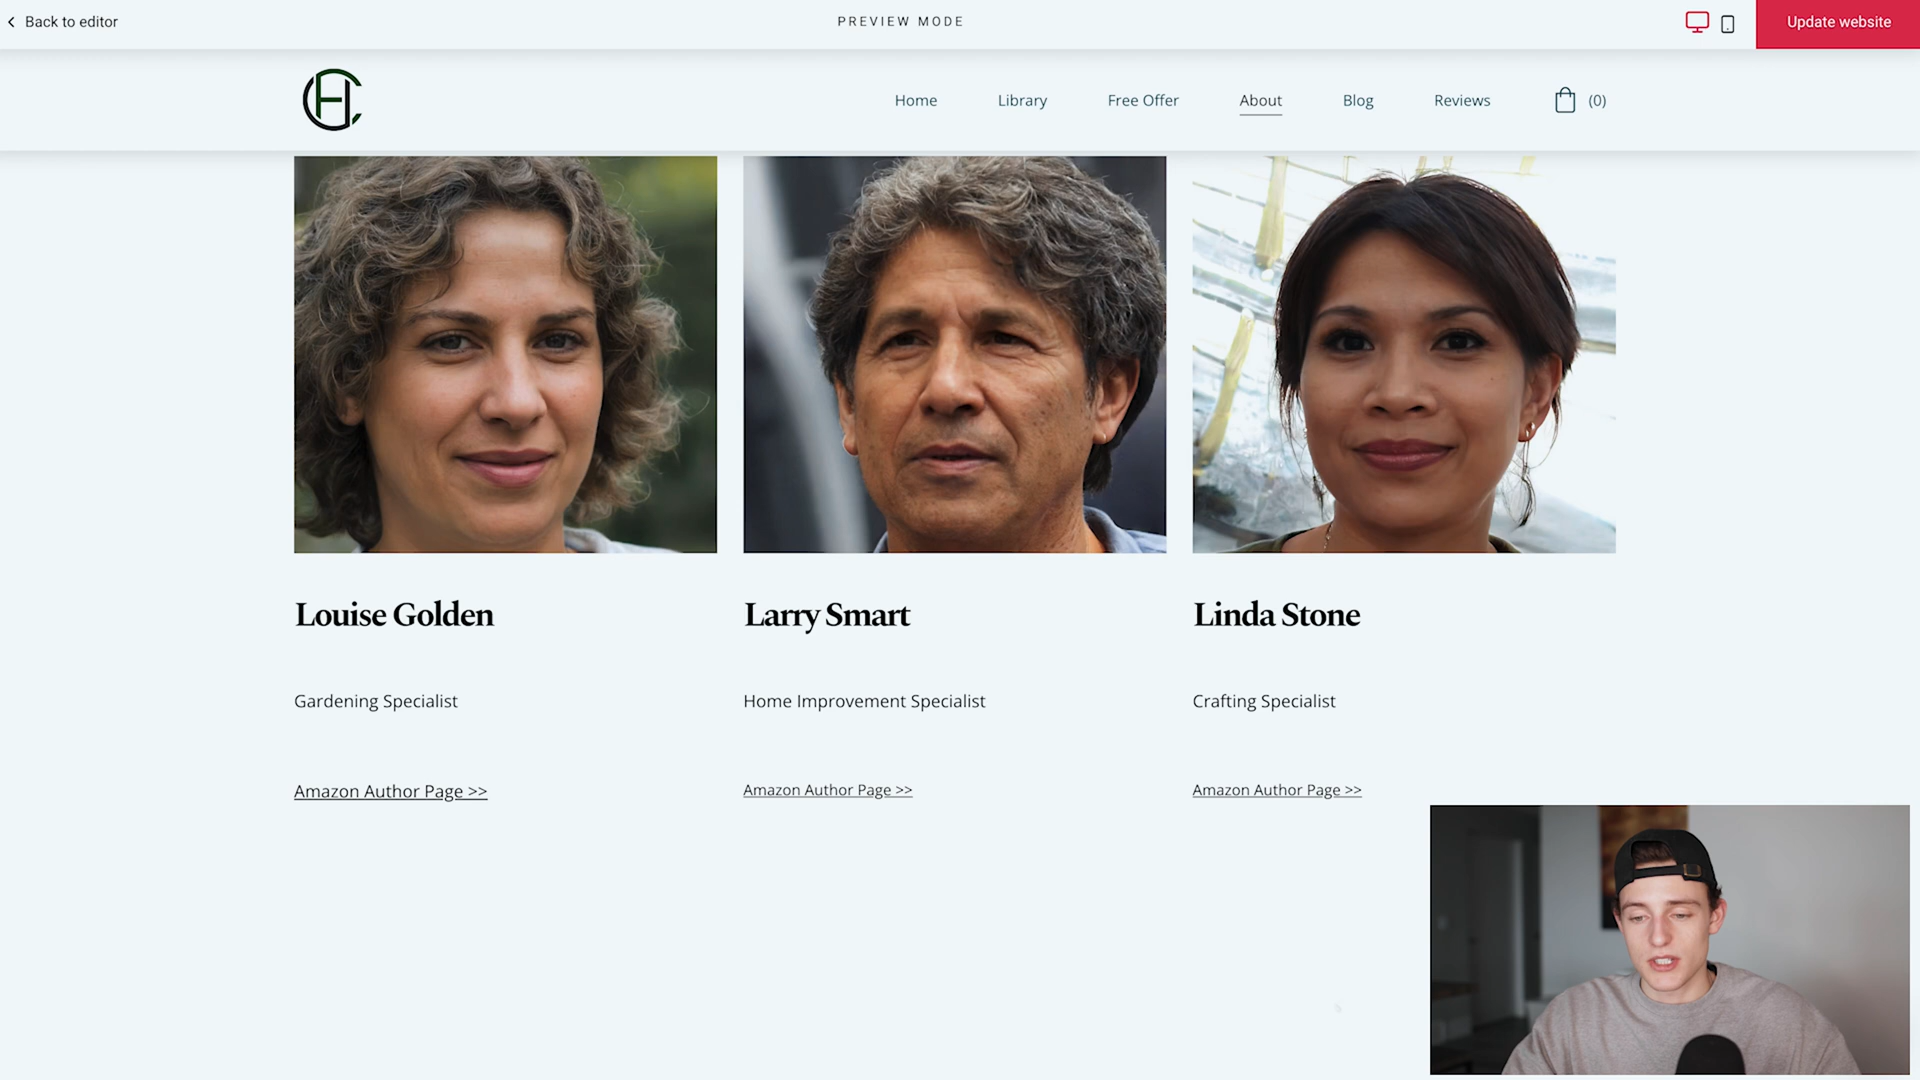 Back to editor
PREVIEW MODE
Update website
Home
Library
Free Offer
About
Blog
Reviews
(0)
Louise Golden
Larry Smart
Linda Stone
Gardening Specialist
Home Improvement Specialist
Crafting Specialist
Amazon Author Page >>
Amazon Author Page >>
Amazon Author Page >>